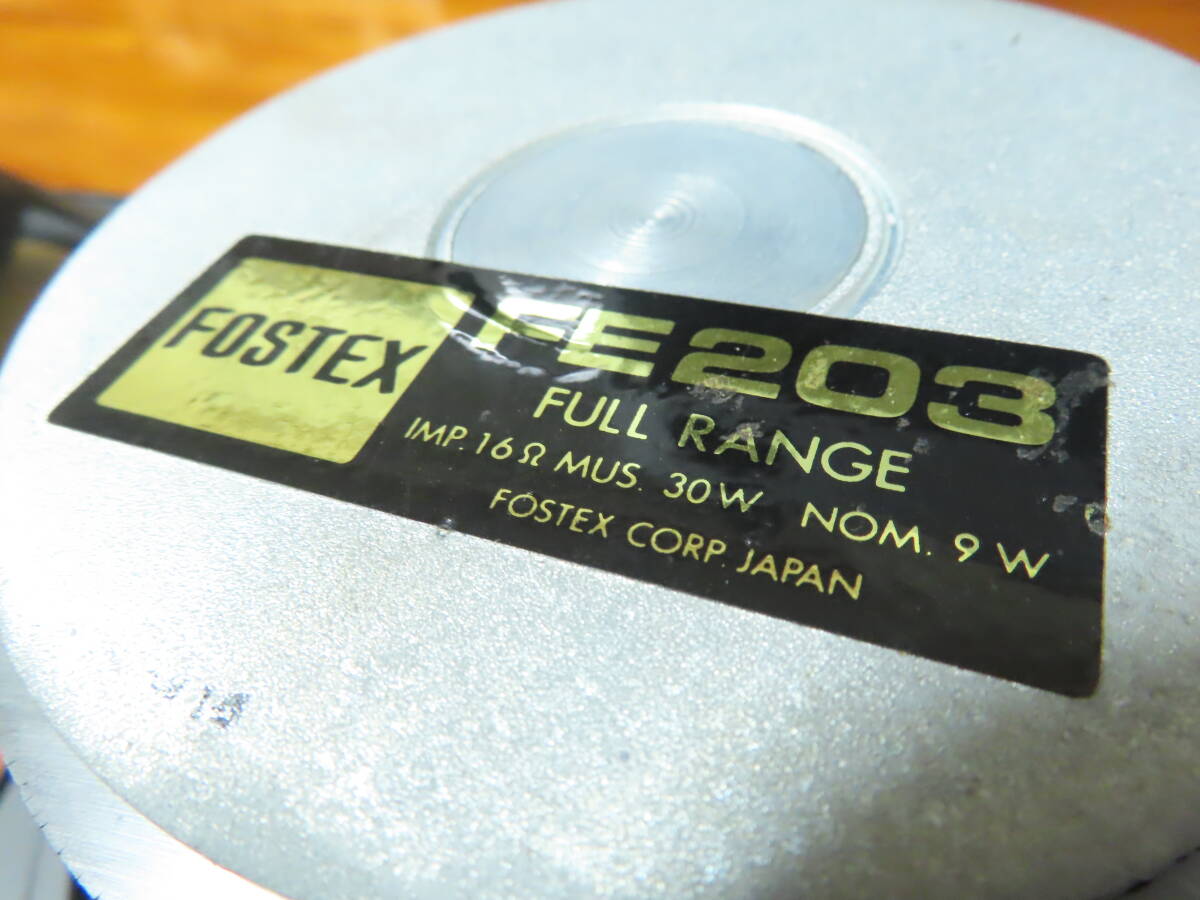 FOSTEX
FE203
FULL RANGE
IMP. 16Ω MUS. 30W NOM. 9W
FOSTEX CORP. JAPAN